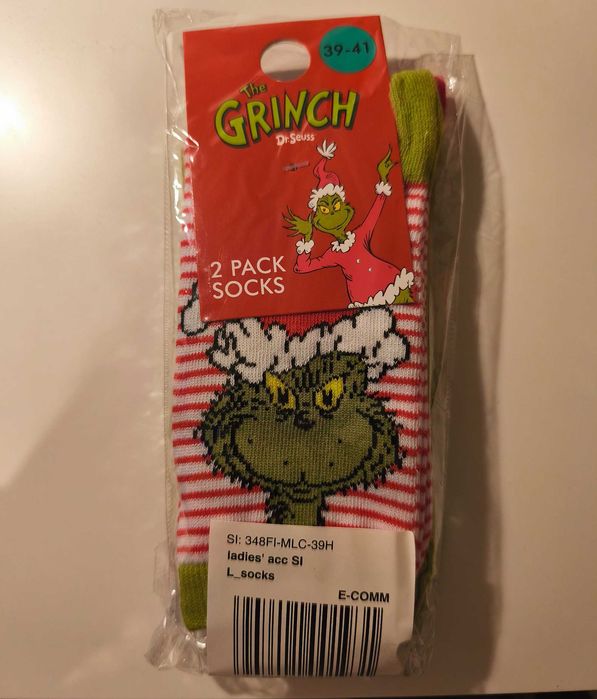 39-41
The
GRINCH
Dr. Seuss
2 PACK
SOCKS
SI: 348FI-MLC-39H
ladies' acc SI
L_socks
E-COMM